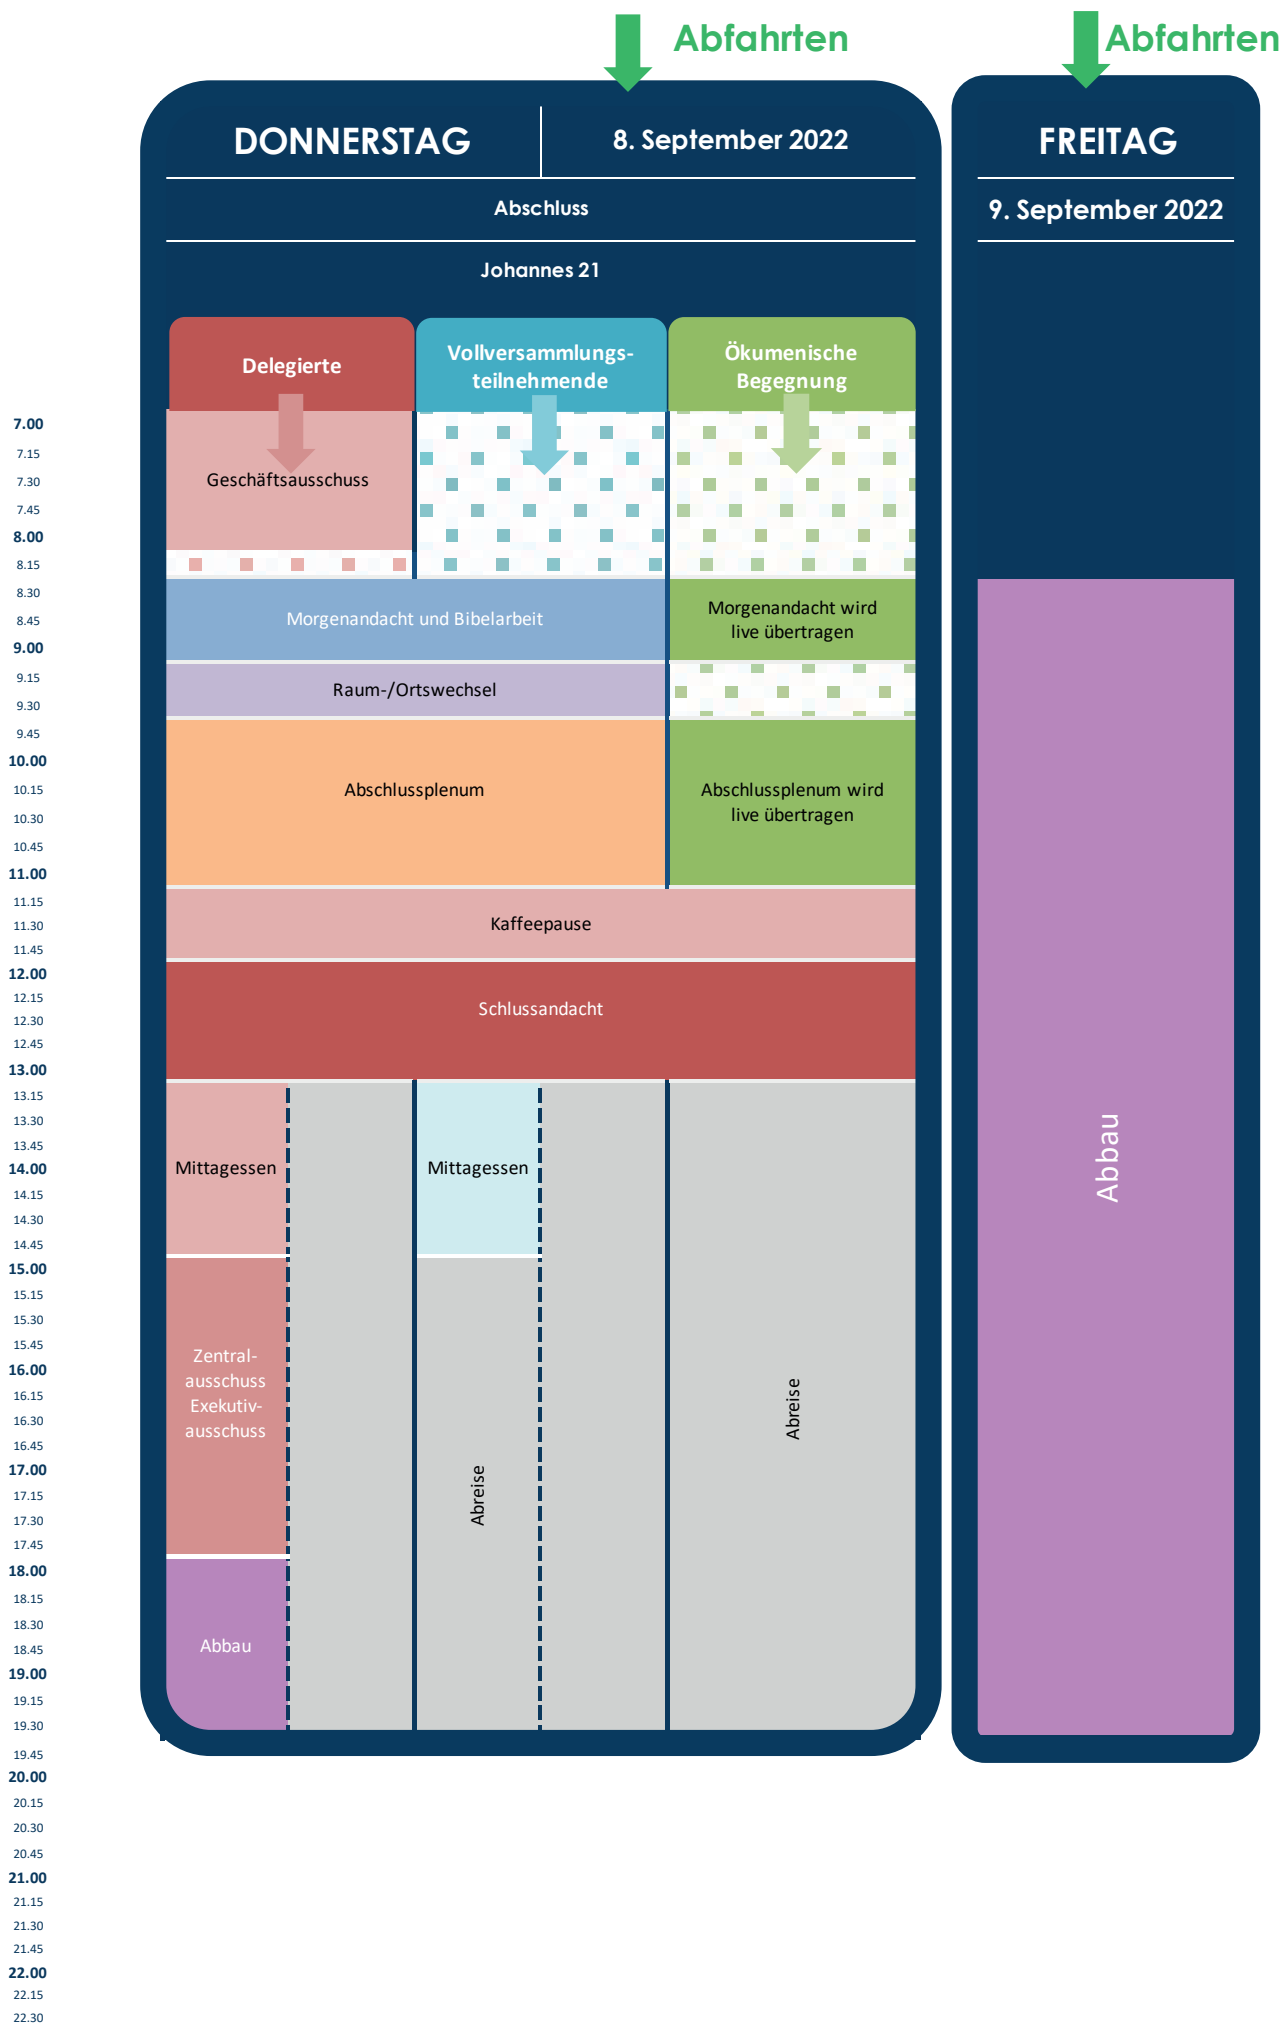 Abfahrten
Abfahrten
DONNERSTAG
8. September 2022
FREITAG
Abschluss
9. September 2022
Johannes 21
Delegierte
Vollversammlungs-
teilnehmende
Ökumenische
Begegnung
7.00
7.15
7.30
7.45
8.00
8.15
8.30
8.45
9.00
9.15
9.30
9.45
10.00
10.15
10.30
10.45
11.00
11.15
11.30
11.45
12.00
12.15
12.30
12.45
13.00
13.15
13.30
13.45
14.00
14.15
14.30
14.45
15.00
15.15
15.30
15.45
16.00
16.15
16.30
16.45
17.00
17.15
17.30
17.45
18.00
18.15
18.30
18.45
19.00
19.15
19.30
19.45
20.00
20.15
20.30
20.45
21.00
21.15
21.30
21.45
22.00
22.15
22.30
Geschäftsausschuss
Morgenandacht und Bibelarbeit
Morgenandacht wird
live übertragen
Raum-/Ortswechsel
Abschlussplenum
Abschlussplenum wird
live übertragen
Kaffeepause
Schlussandacht
Mittagessen
Mittagessen
Zentral-
ausschuss
Exekutiv-
ausschuss
Abreise
Abreise
Abbau
Abbau